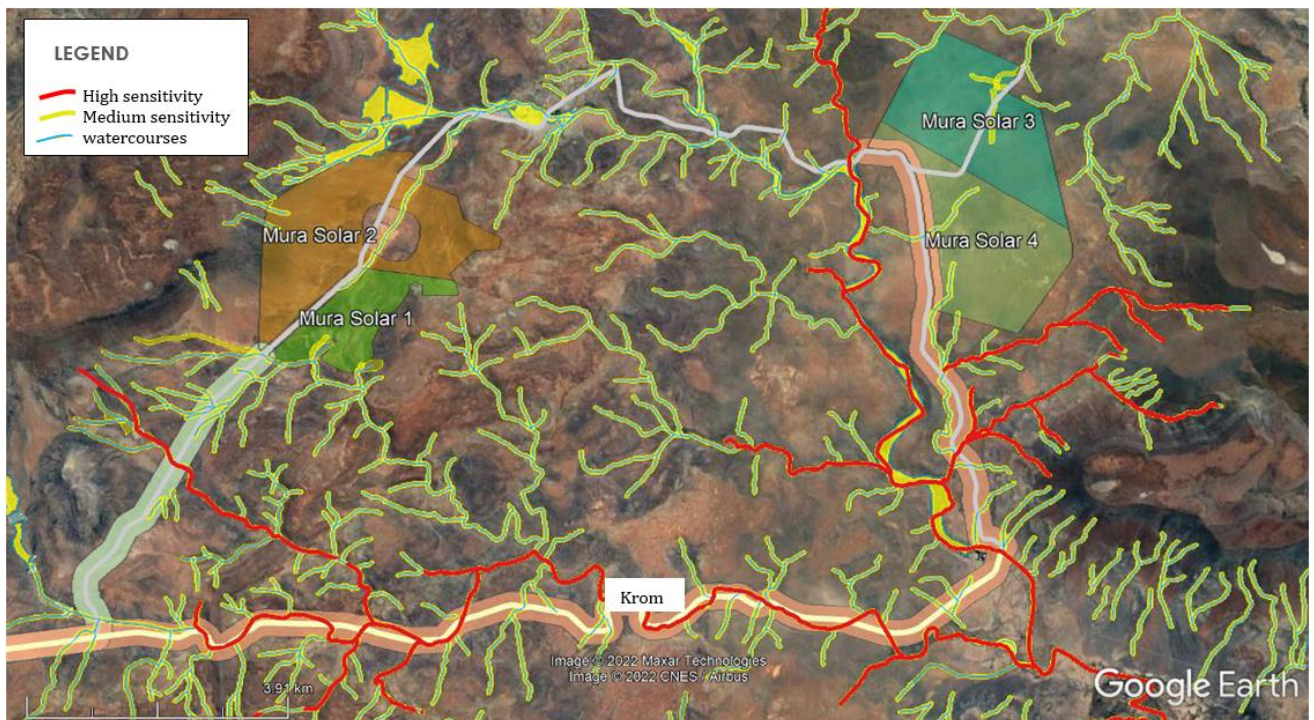 LEGEND
High sensitivity
Medium sensitivity
watercourses
Mura Solar 3
Mura Solar 2
Mura Solar 4
Mura Solar 1
Krom
Image © 2022 Maxar Technologies
Image © 2022 CNES / Airbus
3.91 km
Google Earth